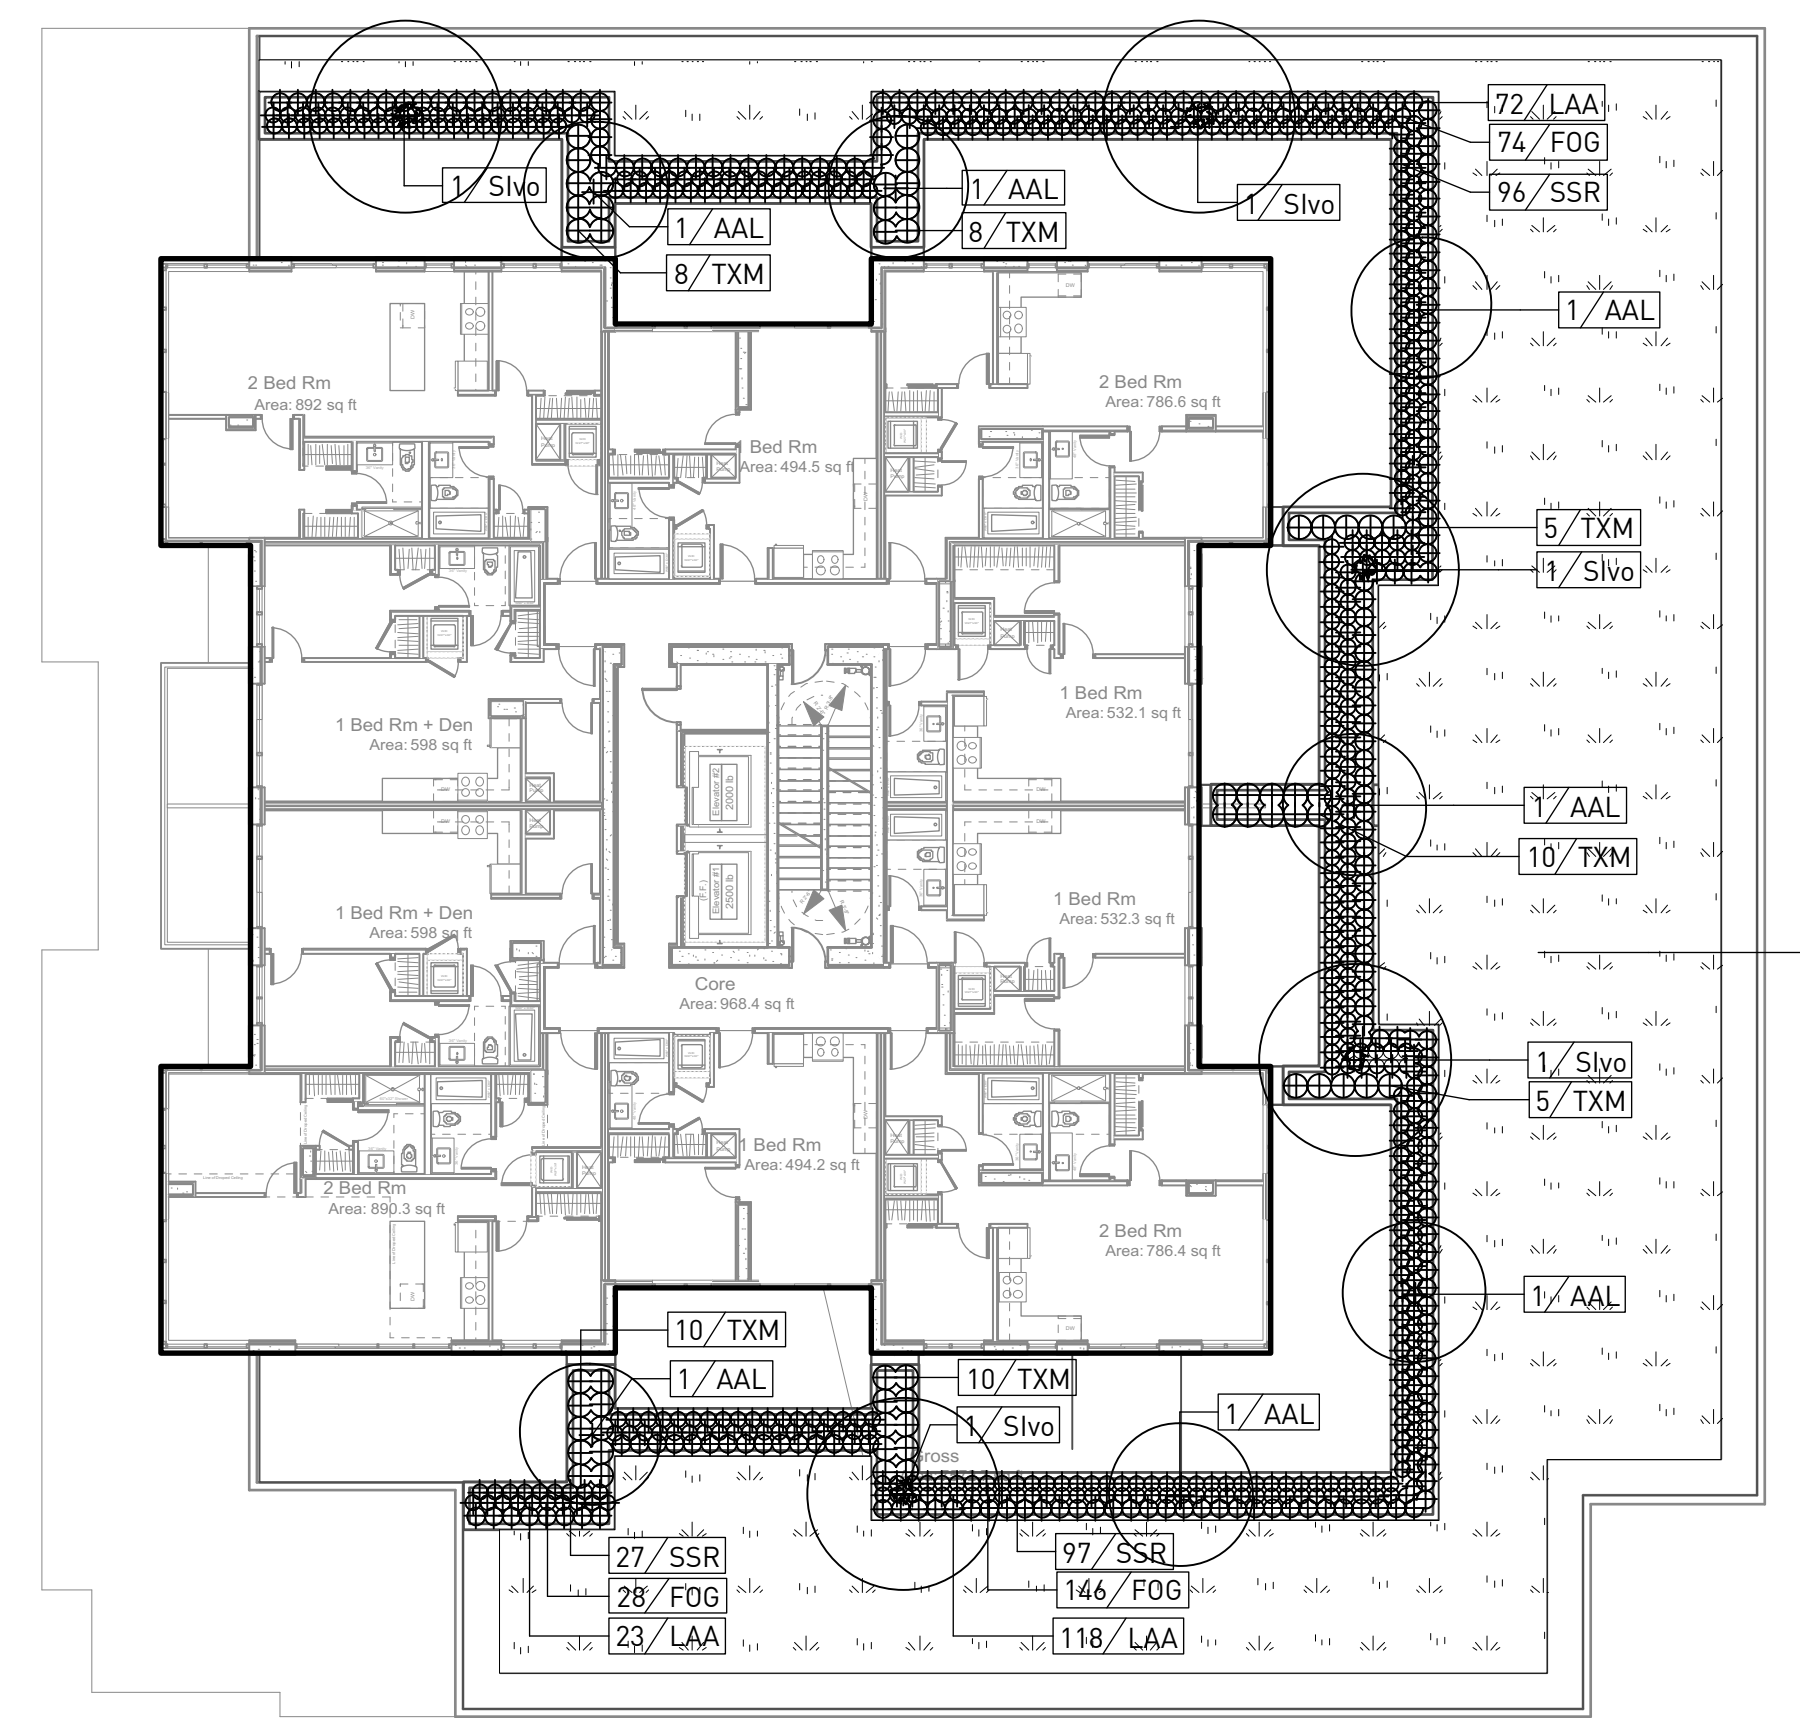 72/LAA
74/FOG
96/SSR
1/SIvo
1/AAL
8/TXM
1/AAL
8/TXM
1/SIvo
1/AAL
2 Bed Rm
Area: 892 sq ft
Bed Rm
Area: 494.5 sq ft
2 Bed Rm
Area: 786.6 sq ft
5/TXM
1/SIvo
1 Bed Rm + Den
Area: 598 sq ft
1 Bed Rm
Area: 532.1 sq ft
Elevator #2
2000 lb
1/AAL
10/TXM
(F.F.)
Elevator #1
2500 lb
1 Bed Rm + Den
Area: 598 sq ft
1 Bed Rm
Area: 532.3 sq ft
Core
Area: 968.4 sq ft
1/SIvo
5/TXM
2 Bed Rm
Area: 890.3 sq ft
1 Bed Rm
Area: 494.2 sq ft
2 Bed Rm
Area: 786.4 sq ft
1/AAL
DW
10/TXM
1/AAL
10/TXM
1/SIvo
1/AAL
Gross
27/SSR
28/FOG
23/LAA
97/SSR
146/FOG
118/LAA